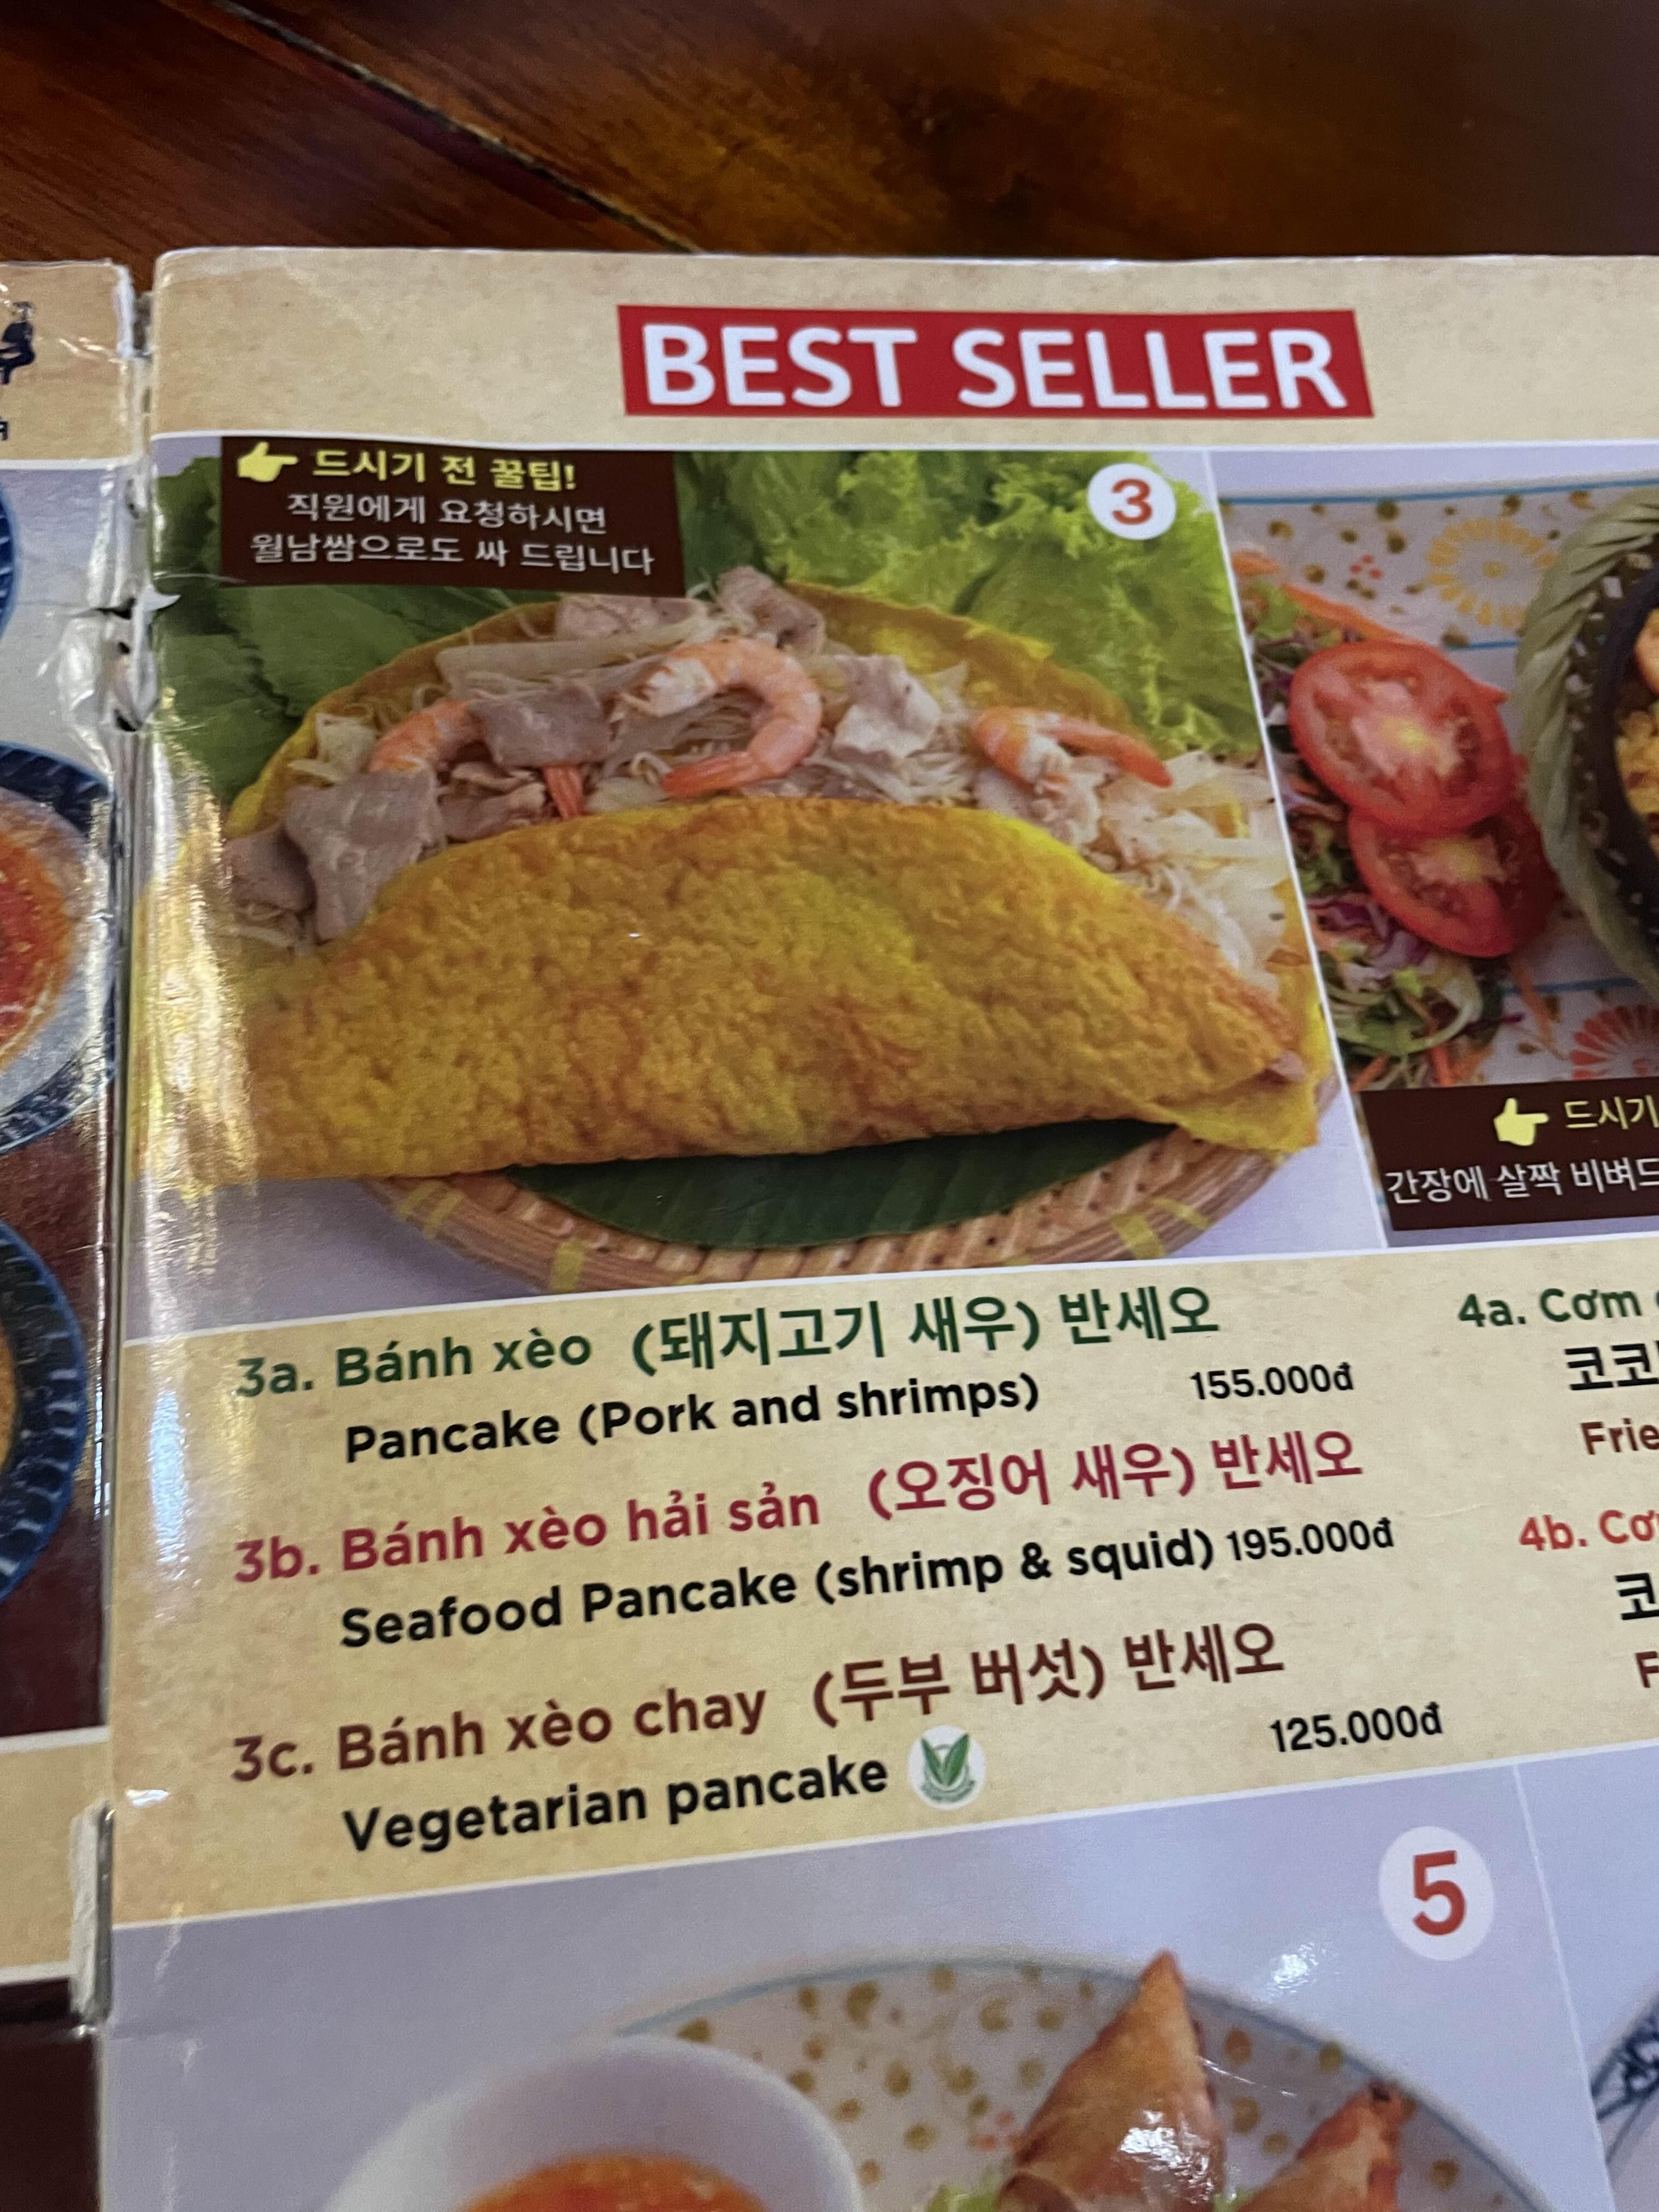 BEST SELLER
드시기 전 꿀팁!
직원에게 요청하시면
월남쌈으로도 싸 드립니다
3
3a. Bánh xèo (돼지고기 새우) 반세오
Pancake (Pork and shrimps) 155.000đ
3b. Bánh xèo hải sản (오징어 새우) 반세오
Seafood Pancake (shrimp & squid) 195.000đ
3c. Bánh xèo chay (두부 버섯) 반세오
Vegetarian pancake 125.000đ
드시기
간장에 살짝 비벼드
4a. Cơm
코코
Frie
4b. Cơ
코
F
5